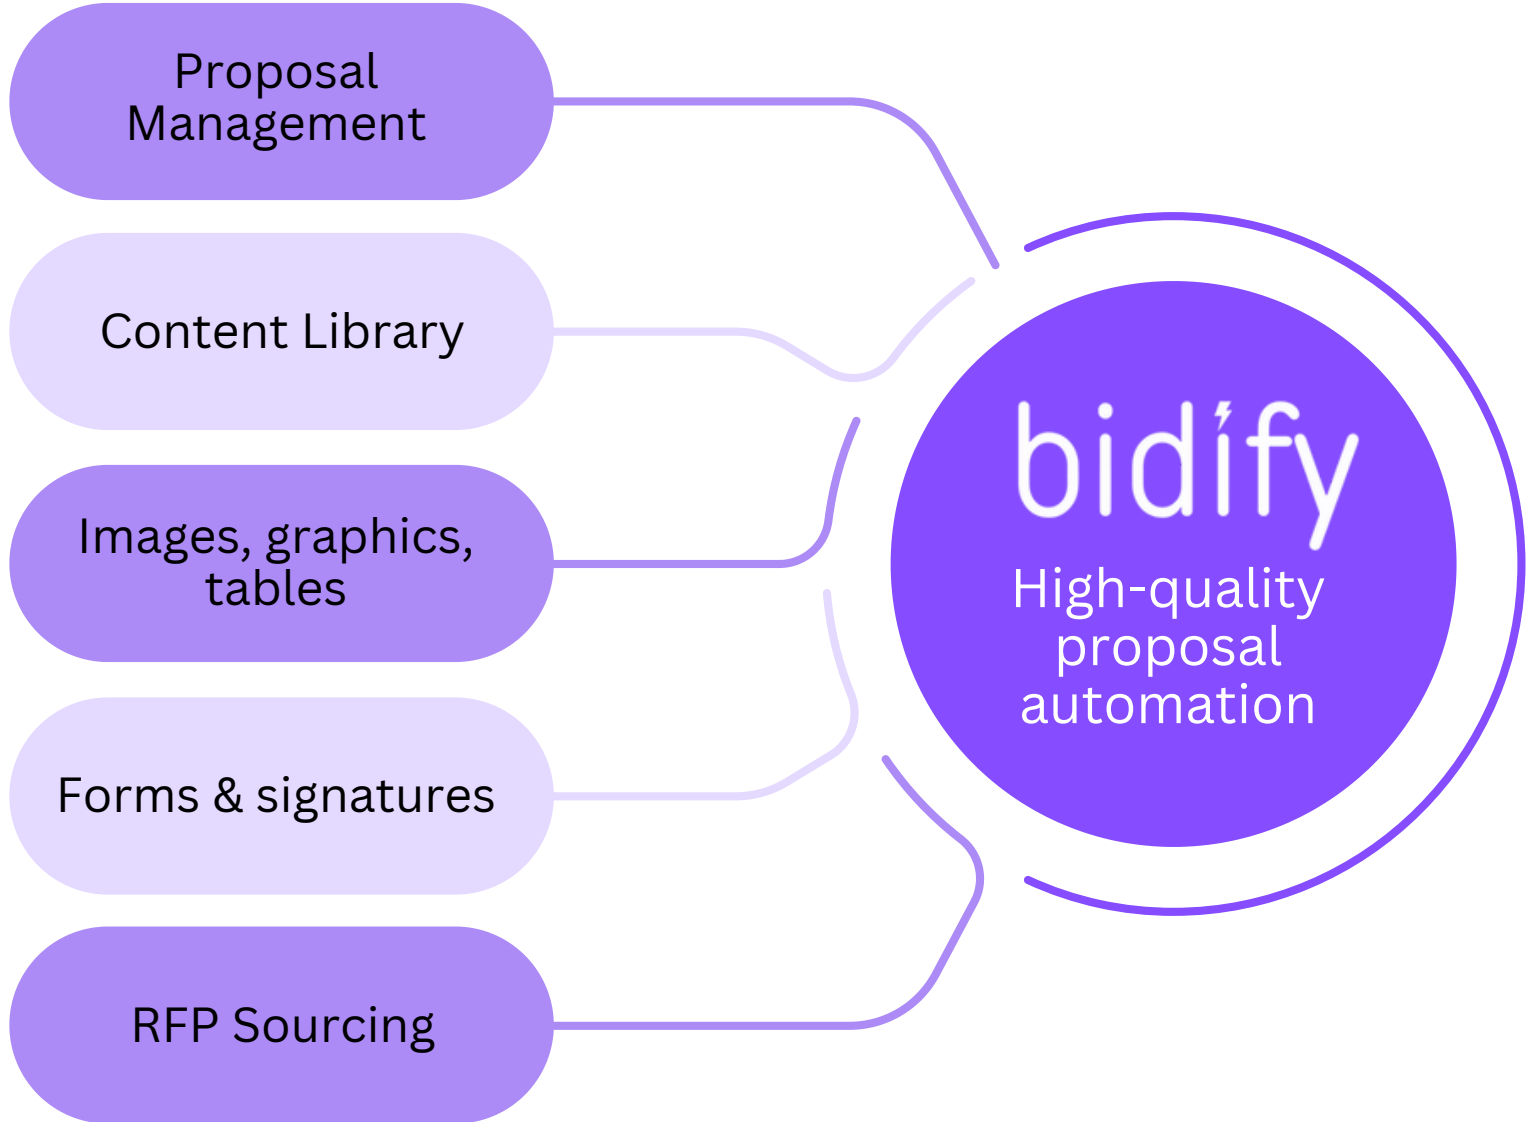 Proposal
Management
Content Library
Images, graphics,
tables
Forms & signatures
RFP Sourcing
bidify
High-quality
proposal
automation